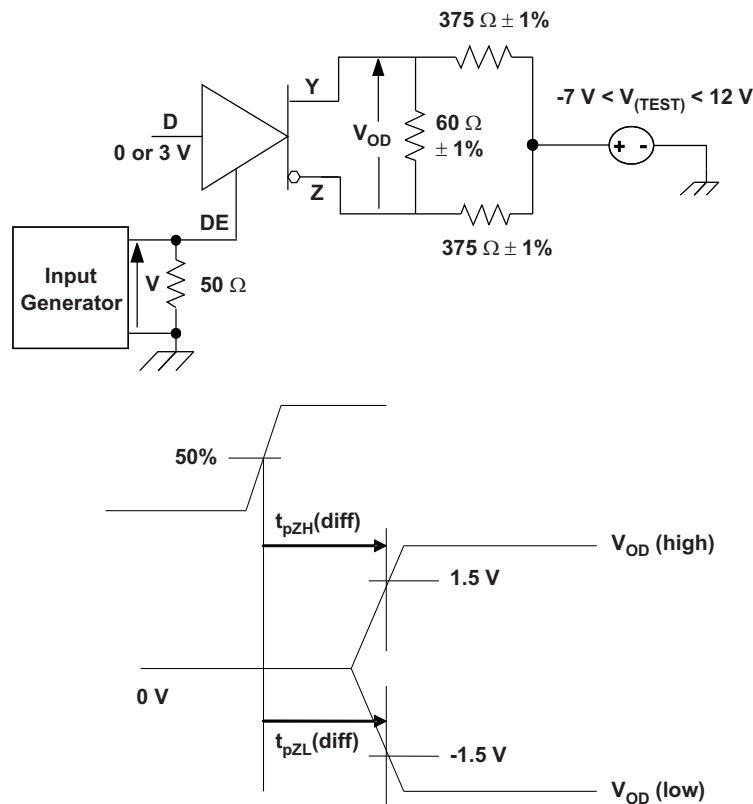 375 Ω ± 1%
Y
-7 V < V(TEST) < 12 V
D
VOD
60 Ω
± 1%
0 or 3 V
+ -
Z
DE
375 Ω ± 1%
Input
Generator
V
50 Ω
50%
tpZH(diff)
VOD (high)
1.5 V
0 V
tpZL(diff)
-1.5 V
VOD (low)